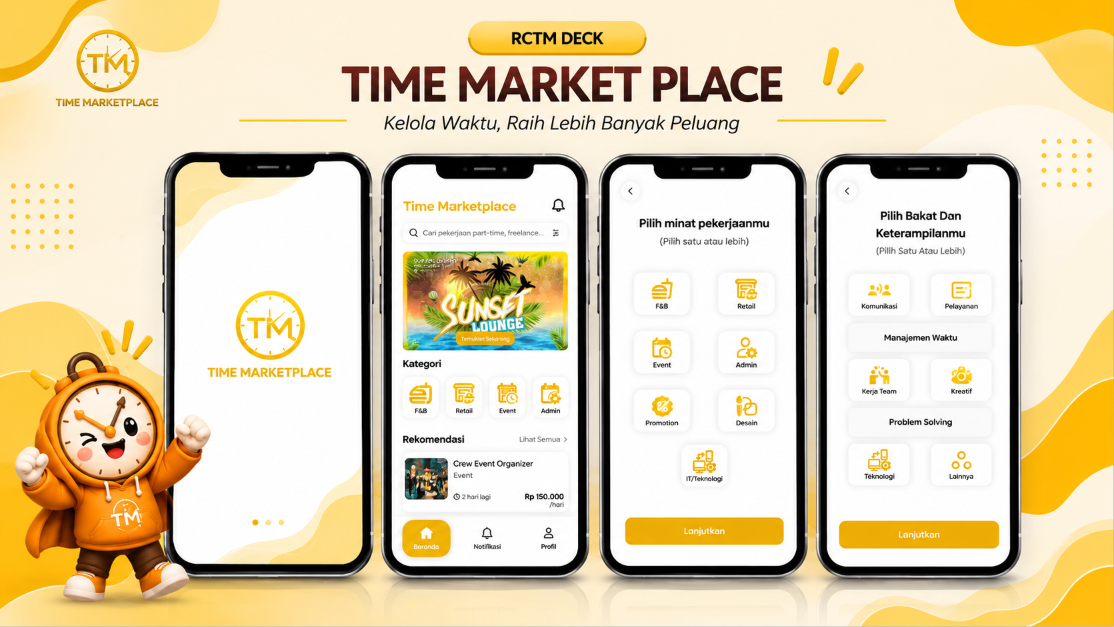 TM
TIME MARKETPLACE
RCTM DECK
TIME MARKET PLACE
Kelola Waktu, Raih Lebih Banyak Peluang
TM
TIME MARKETPLACE
Time Marketplace
Cari pekerjaan part-time, freelance...
SUNSET
LOUNGE
Temukan Sekarang
Kategori
F&B
Retail
Event
Admin
Rekomendasi
Lihat Semua >
Crew Event Organizer
Event
2 hari lagi
Rp 150.000
/hari
Beranda
Notifikasi
Profil
Pilih minat pekerjaanmu
(Pilih satu atau lebih)
F&B
Retail
Event
Admin
Promotion
Desain
IT/Teknologi
Lanjutkan
Pilih Bakat Dan
Keterampilanmu
(Pilih Satu Atau Lebih)
Komunikasi
Pelayanan
Manajemen Waktu
Kerja Team
Kreatif
Problem Solving
Teknologi
Lainnya
Lanjutkan
TM